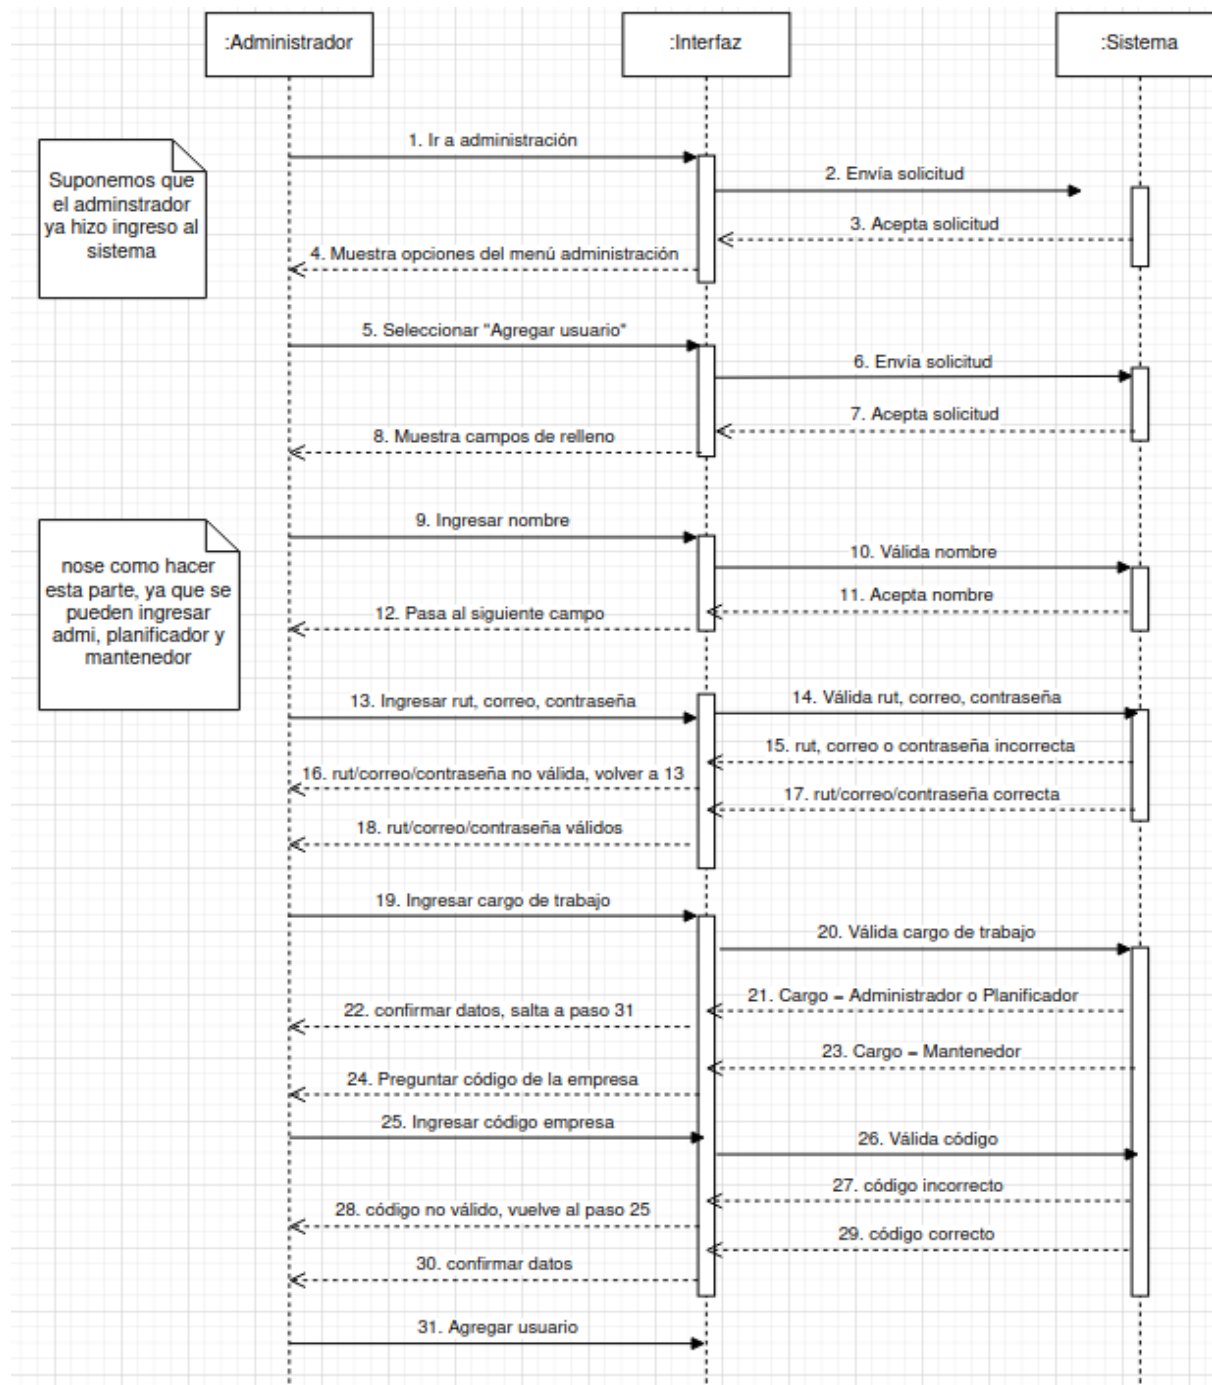 :Administrador
:Interfaz
:Sistema
1. Ir a administración
Suponemos que
el adminstrador
ya hizo ingreso al
sistema
2. Envía solicitud
3. Acepta solicitud
4. Muestra opciones del menú administración
5. Seleccionar "Agregar usuario"
6. Envía solicitud
7. Acepta solicitud
8. Muestra campos de relleno
9. Ingresar nombre
nose como hacer
esta parte, ya que se
pueden ingresar
admi, planificador y
mantenedor
10. Válida nombre
11. Acepta nombre
12. Pasa al siguiente campo
13. Ingresar rut, correo, contraseña
14. Válida rut, correo, contraseña
15. rut, correo o contraseña incorrecta
16. rut/correo/contraseña no válida, volver a 13
17. rut/correo/contraseña correcta
18. rut/correo/contraseña válidos
19. Ingresar cargo de trabajo
20. Válida cargo de trabajo
21. Cargo = Administrador o Planificador
22. confirmar datos, salta a paso 31
23. Cargo = Mantenedor
24. Preguntar código de la empresa
25. Ingresar código empresa
26. Válida código
27. código incorrecto
28. código no válido, vuelve al paso 25
29. código correcto
30. confirmar datos
31. Agregar usuario